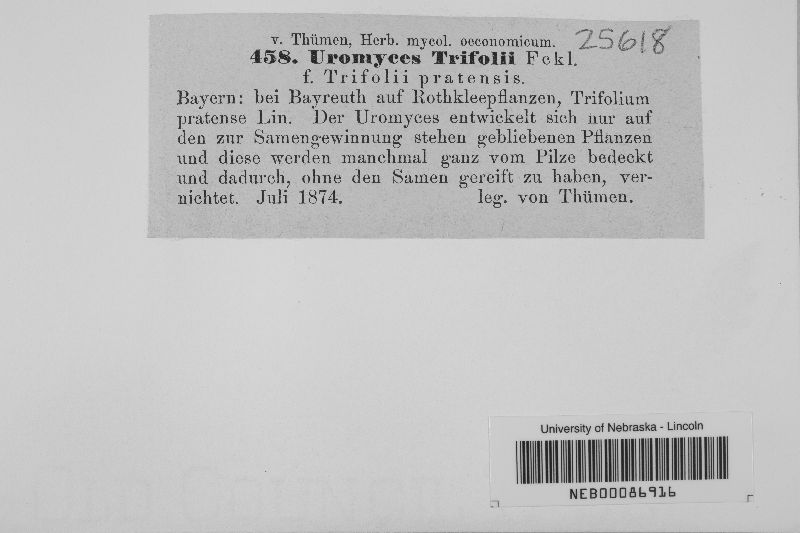 v. Thümen, Herb. mycol. oeconomicum. 25618
458. Uromyces Trifolii Fckl.
f. Trifolii pratensis.
Bayern: bei Bayreuth auf Rothkleepflanzen, Trifolium
pratense Lin. Der Uromyces entwickelt sich nur auf
den zur Samengewinnung stehen gebliebenen Pflanzen
und diese werden manchmal ganz vom Pilze bedeckt
und dadurch, ohne den Samen gereift zu haben, ver-
nichtet. Juli 1874. leg. von Thümen.
University of Nebraska - Lincoln
NEB00086916